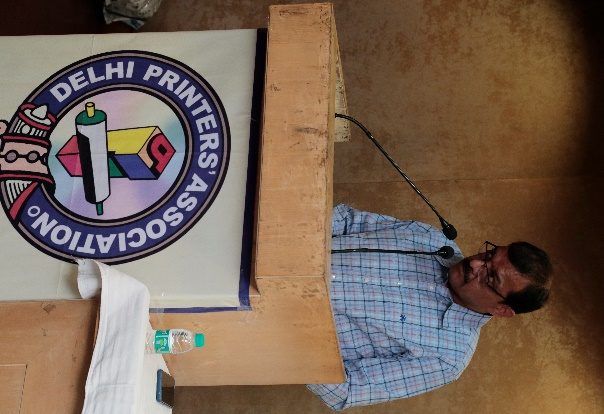 DELHI PRINTERS' ASSOCIATION